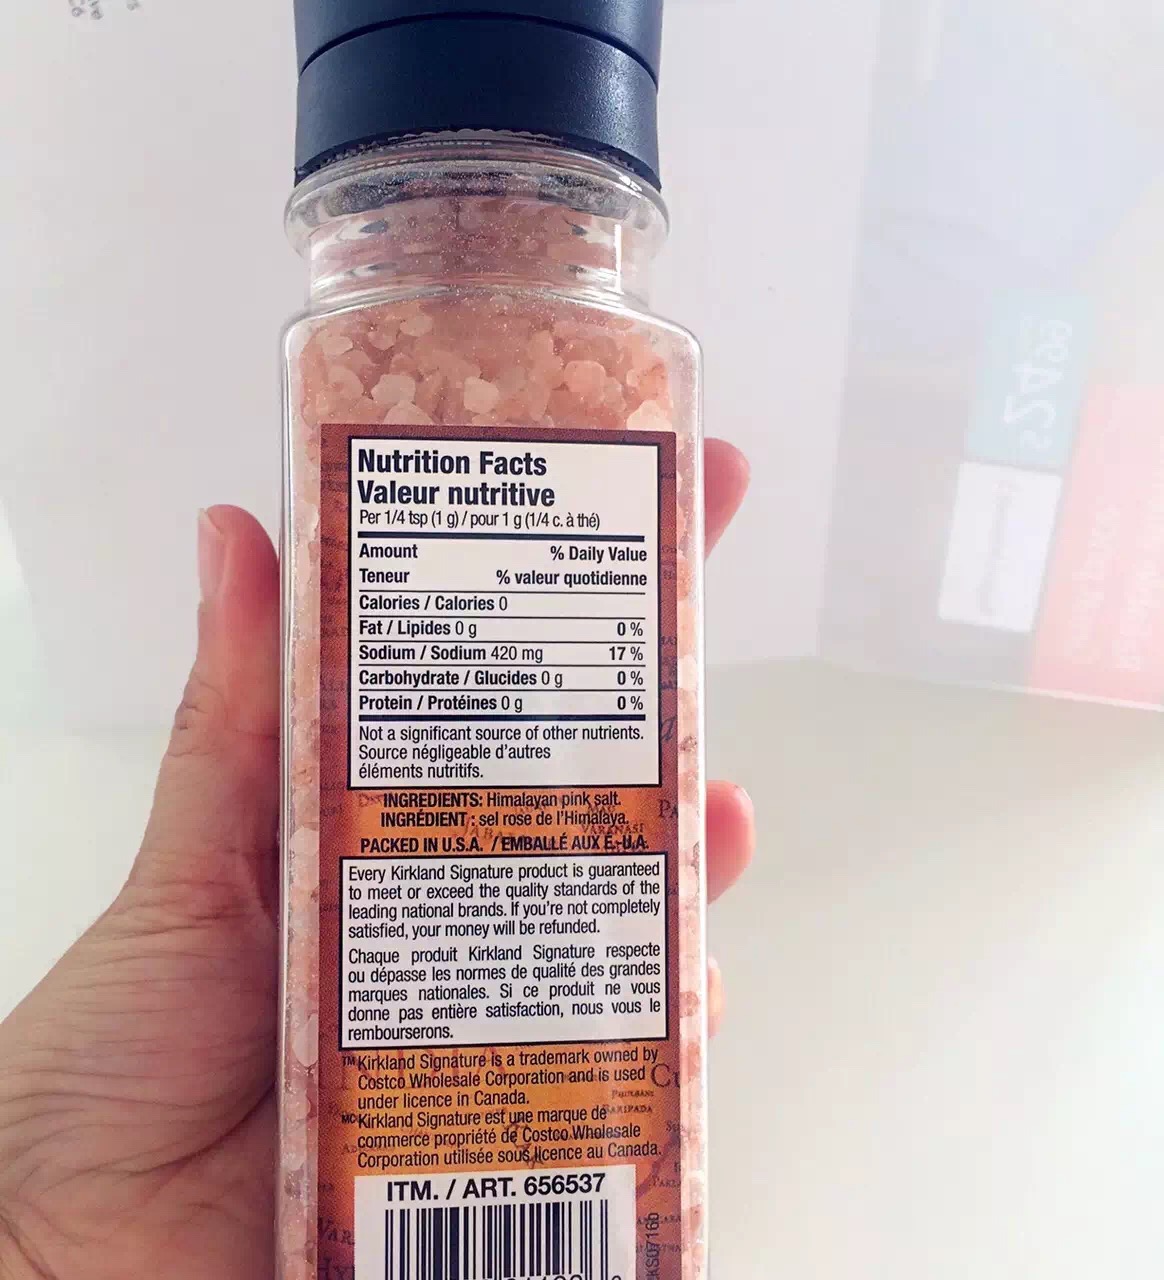 Nutrition Facts
Valeur nutritive
Per 1/4 tsp (1 g) / pour 1 g (1/4 c. à thé)
Amount % Daily Value
Teneur % valeur quotidienne
Calories / Calories 0
Fat / Lipides 0 g 0 %
Sodium / Sodium 420 mg 17 %
Carbohydrate / Glucides 0 g 0 %
Protein / Protéines 0 g 0 %
Not a significant source of other nutrients.
Source négligeable d'autres
éléments nutritifs.
INGREDIENTS: Himalayan pink salt.
INGRÉDIENT : sel rose de l'Himalaya.
VARANASI
PACKED IN U.S.A. / EMBALLÉ AUX É.-U.A.
Every Kirkland Signature product is guaranteed
to meet or exceed the quality standards of the
leading national brands. If you're not completely
satisfied, your money will be refunded.
Chaque produit Kirkland Signature respecte
ou dépasse les normes de qualité des grandes
marques nationales. Si ce produit ne vous
donne pas entière satisfaction, nous vous le
rembourserons.
TM Kirkland Signature is a trademark owned by
Costco Wholesale Corporation and is used
under licence in Canada.
MC Kirkland Signature est une marque de
commerce propriété de Costco Wholesale
Corporation utilisée sous licence au Canada.
ITM. / ART. 656537